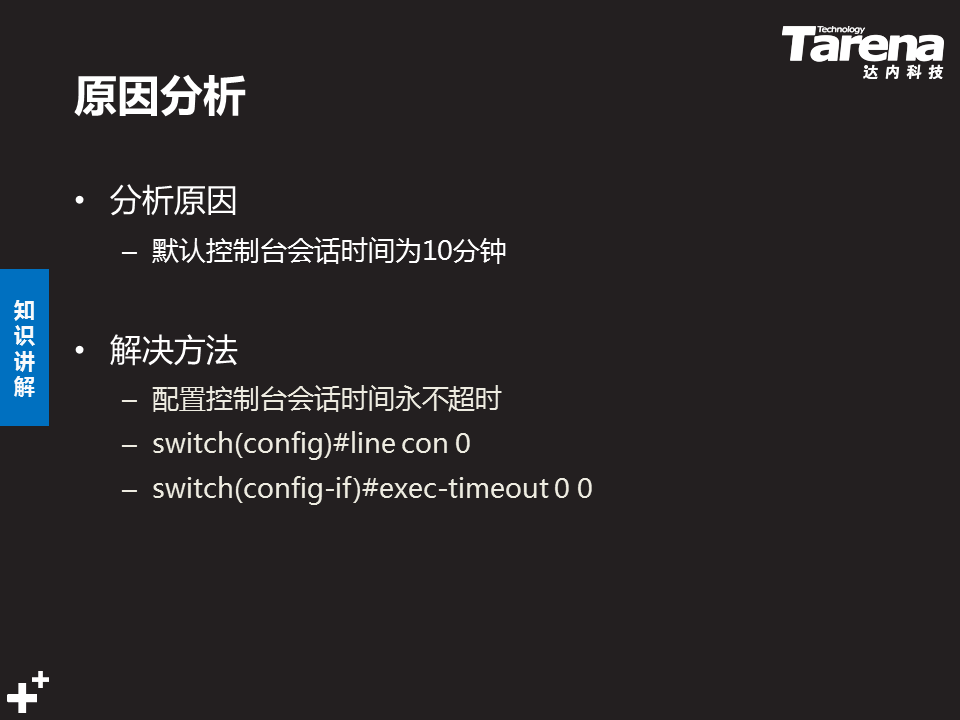 Technology
Tarena
达内科技
原因分析
• 分析原因
– 默认控制台会话时间为10分钟
知识讲解
• 解决方法
– 配置控制台会话时间永不超时
– switch(config)#line con 0
– switch(config-if)#exec-timeout 0 0